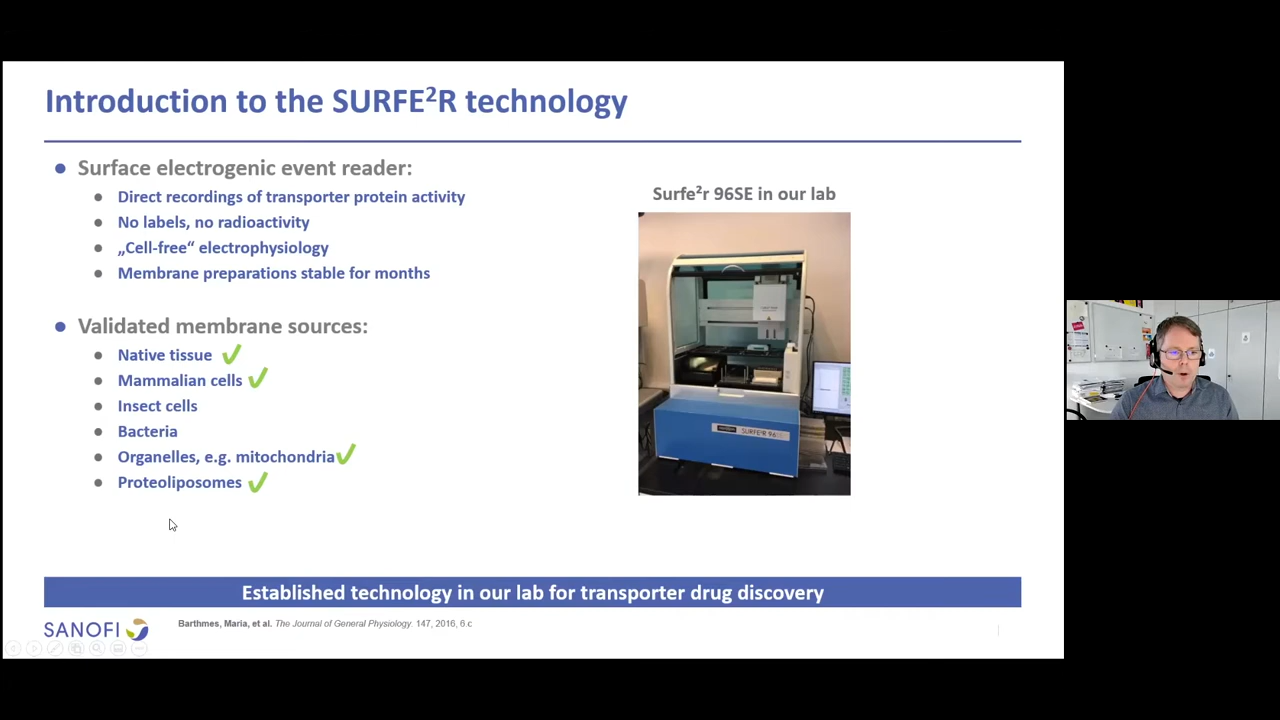 Introduction to the SURFE²R technology
Surface electrogenic event reader:
Direct recordings of transporter protein activity
No labels, no radioactivity
„Cell-free“ electrophysiology
Membrane preparations stable for months
Validated membrane sources:
Native tissue
Mammalian cells
Insect cells
Bacteria
Organelles, e.g. mitochondria
Proteoliposomes
Surfe²r 96SE in our lab
SURFE²R 96
Established technology in our lab for transporter drug discovery
SANOFI
Barthmes, Maria, et al. The Journal of General Physiology. 147, 2016, 6.c